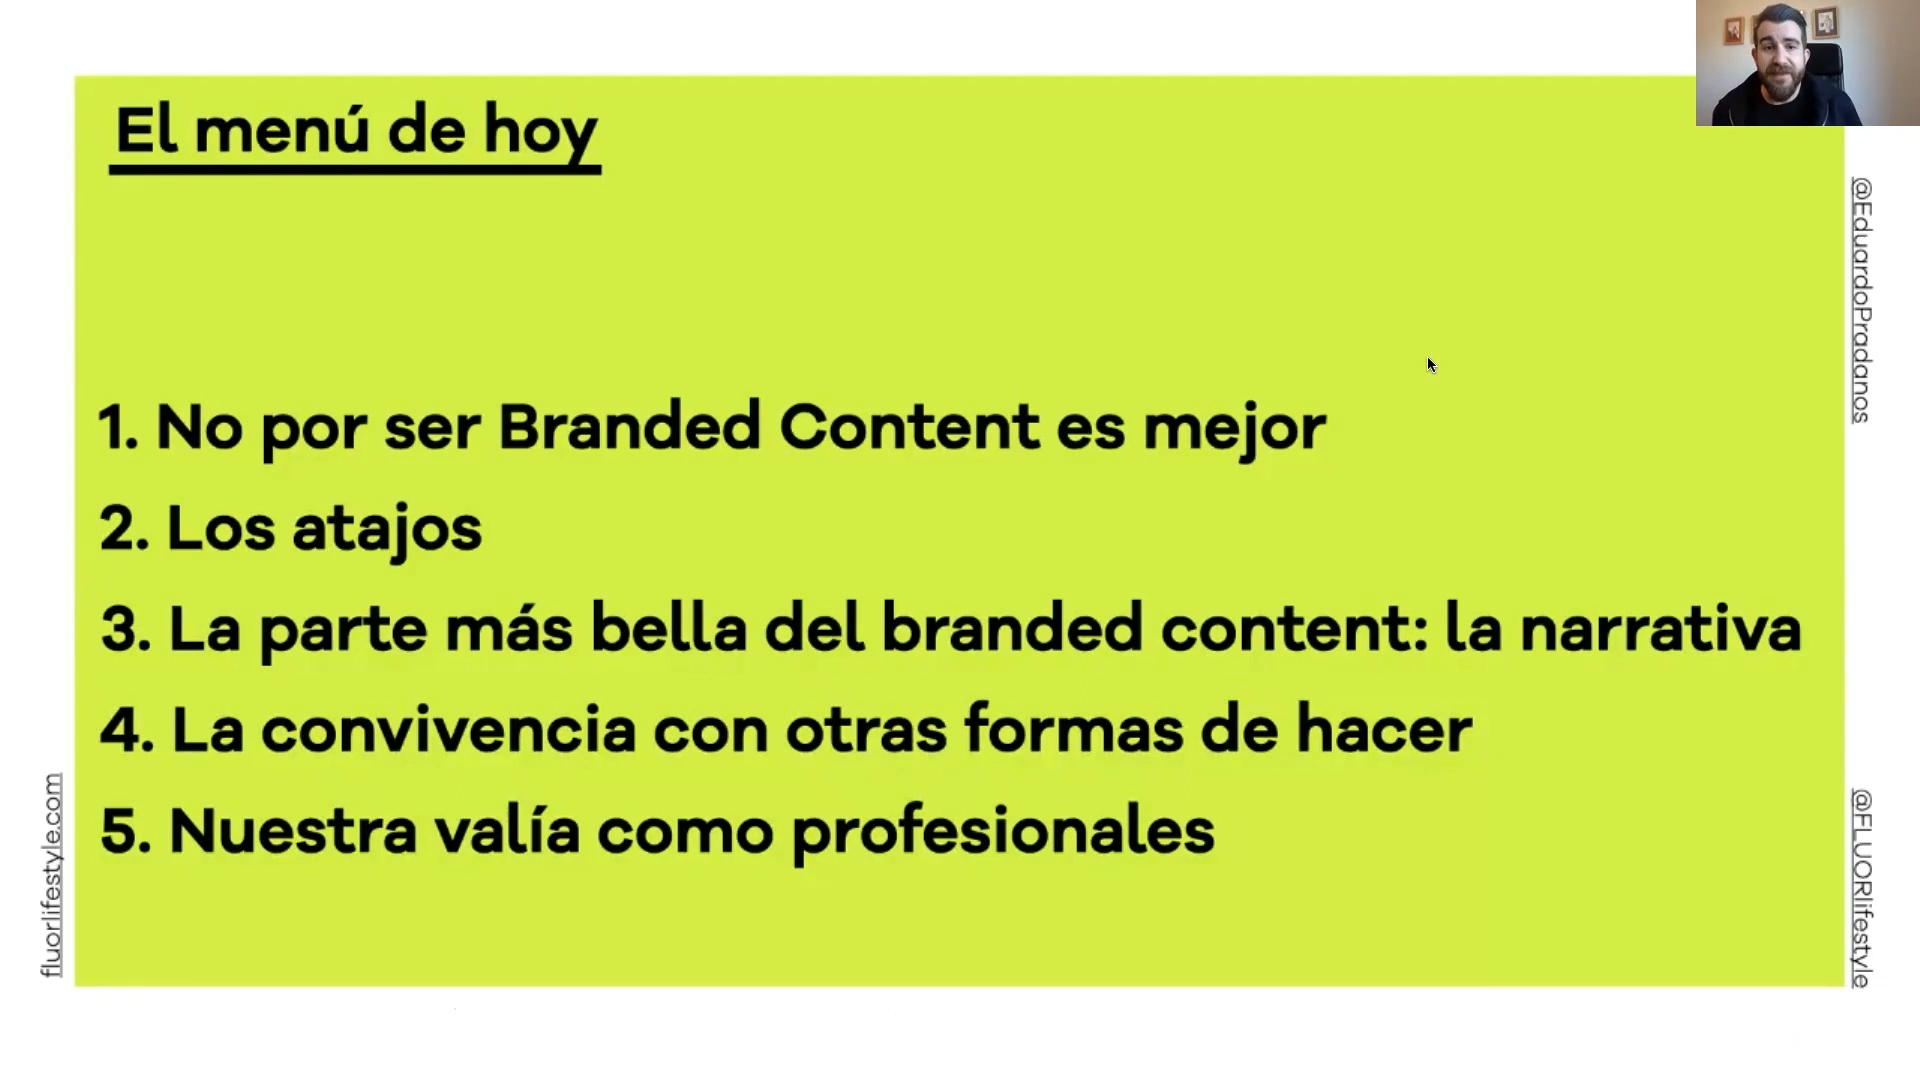 El menú de hoy
1. No por ser Branded Content es mejor
2. Los atajos
3. La parte más bella del branded content: la narrativa
4. La convivencia con otras formas de hacer
5. Nuestra valía como profesionales
fluorlifestyle.com
@EduardoPradanos
@FLUORlifestyle